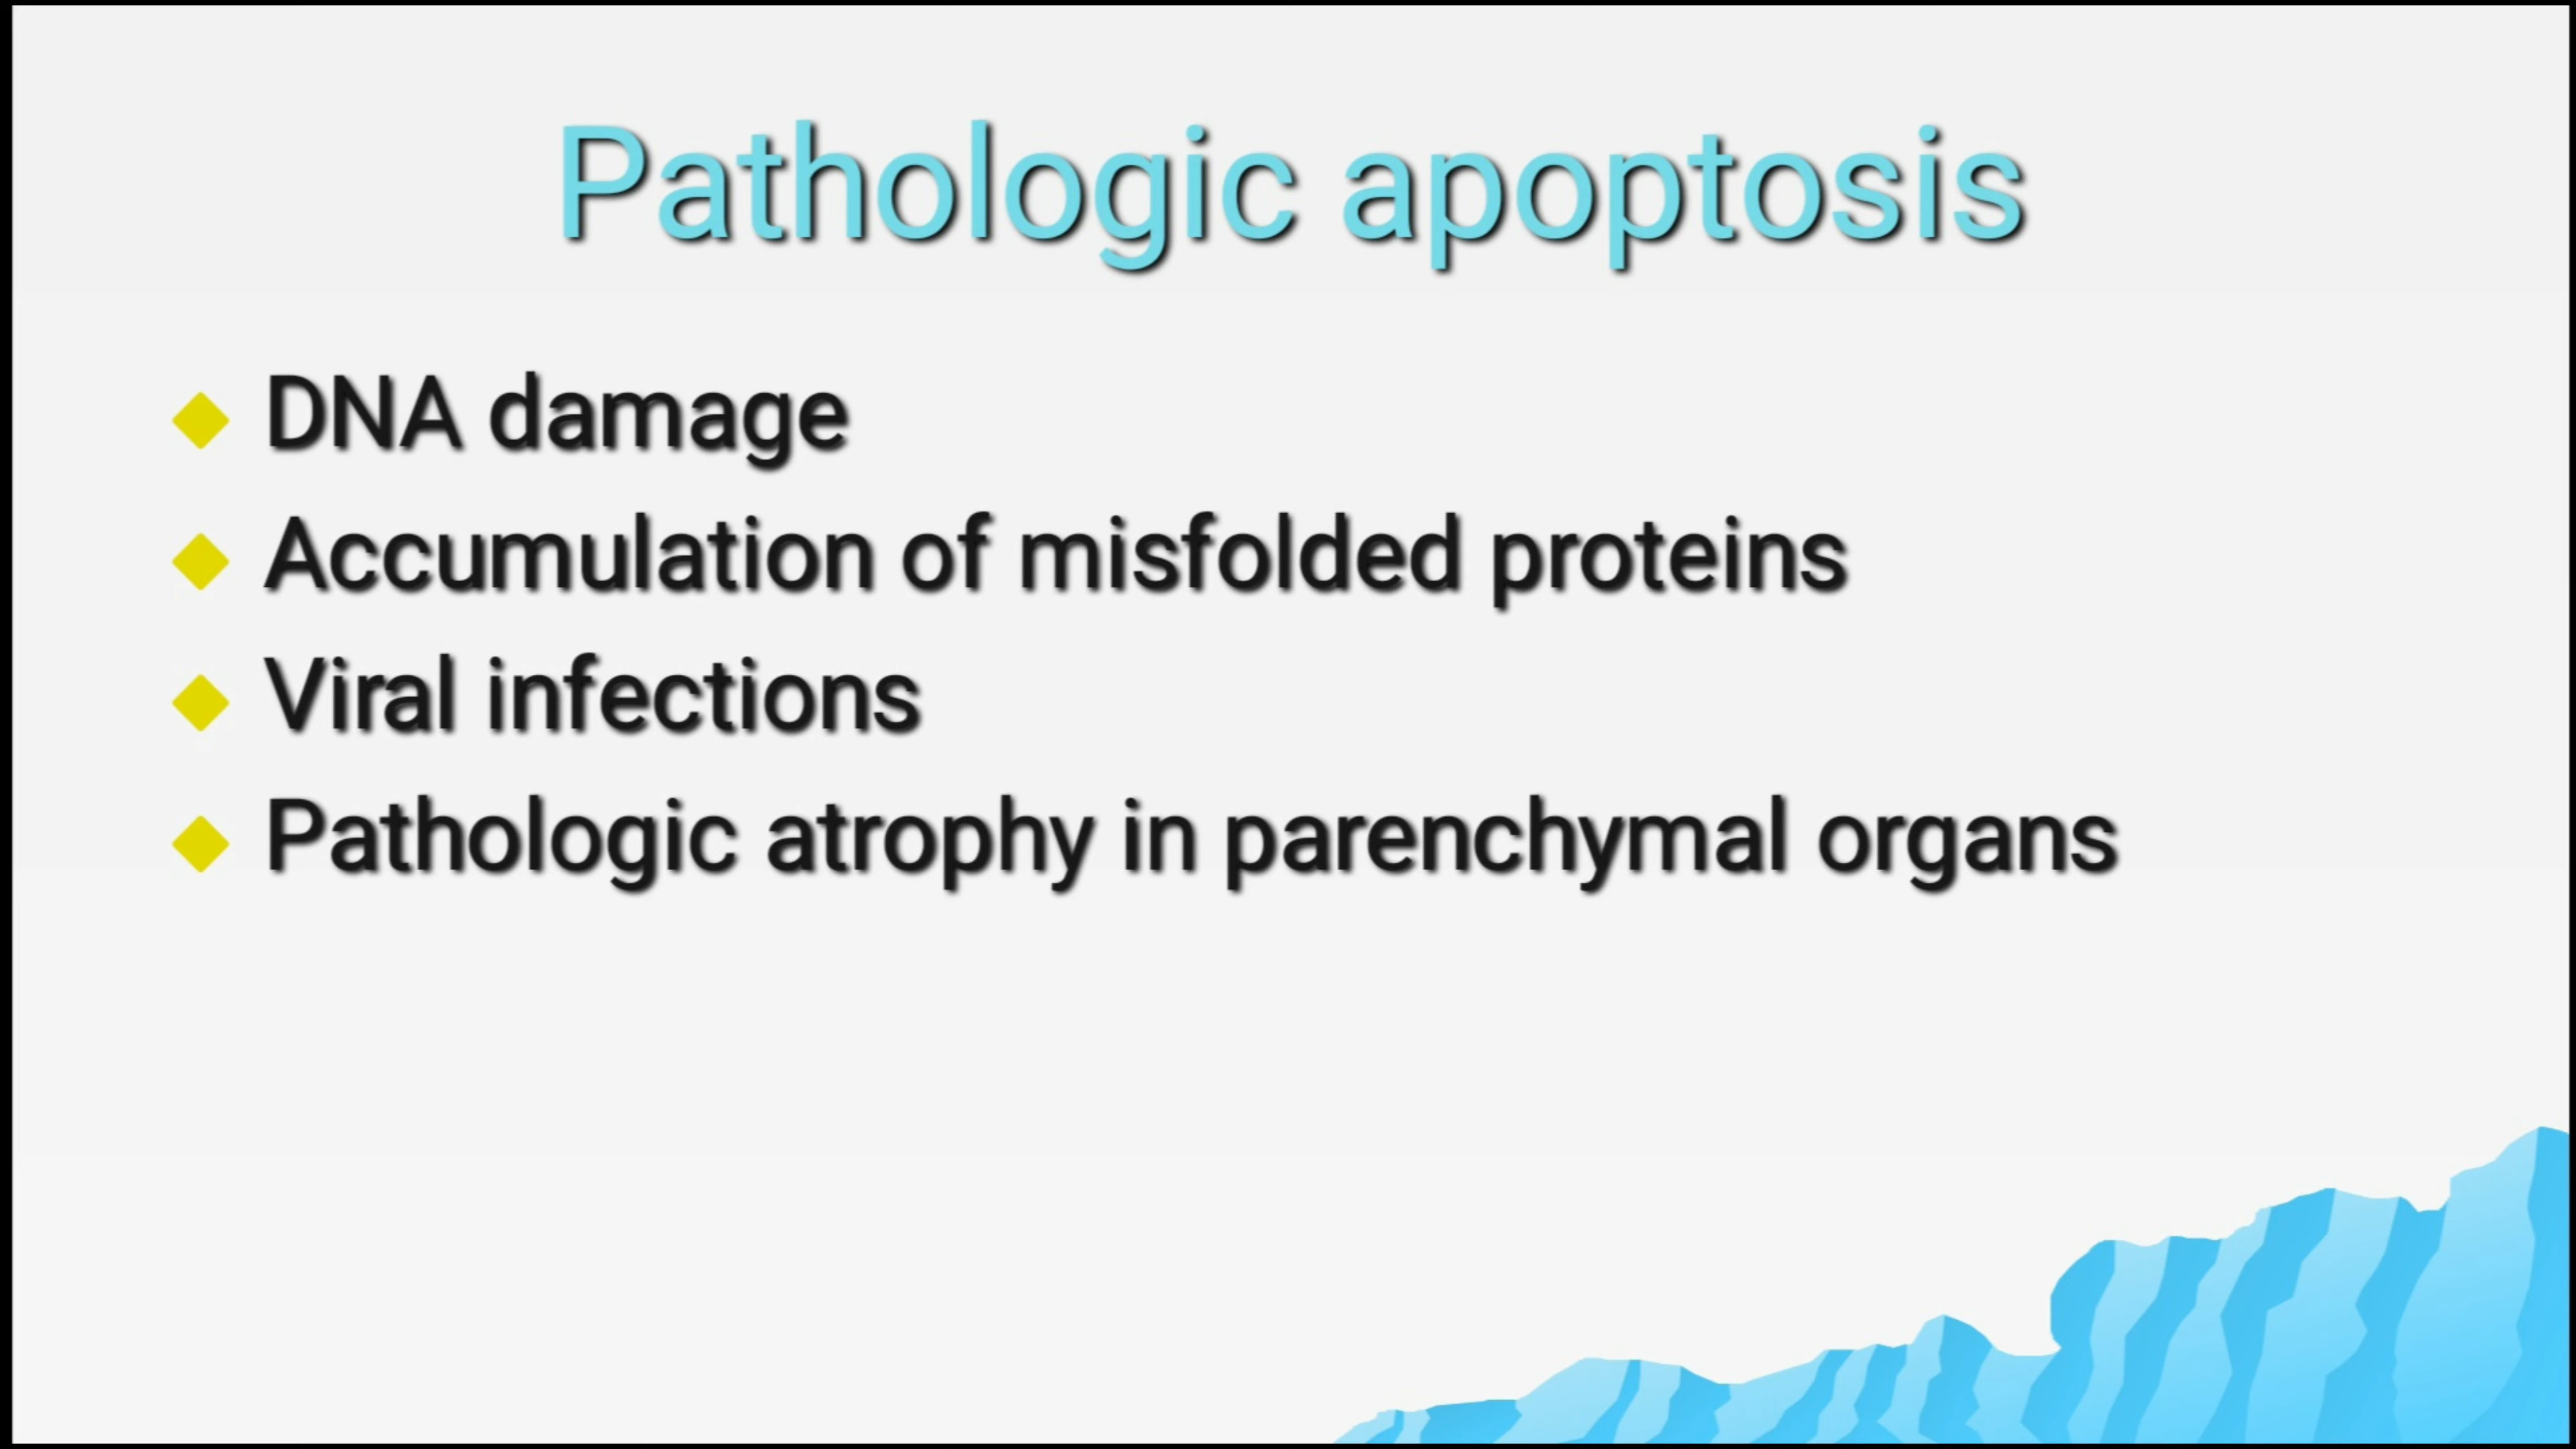 Pathologic apoptosis
DNA damage
Accumulation of misfolded proteins
Viral infections
Pathologic atrophy in parenchymal organs